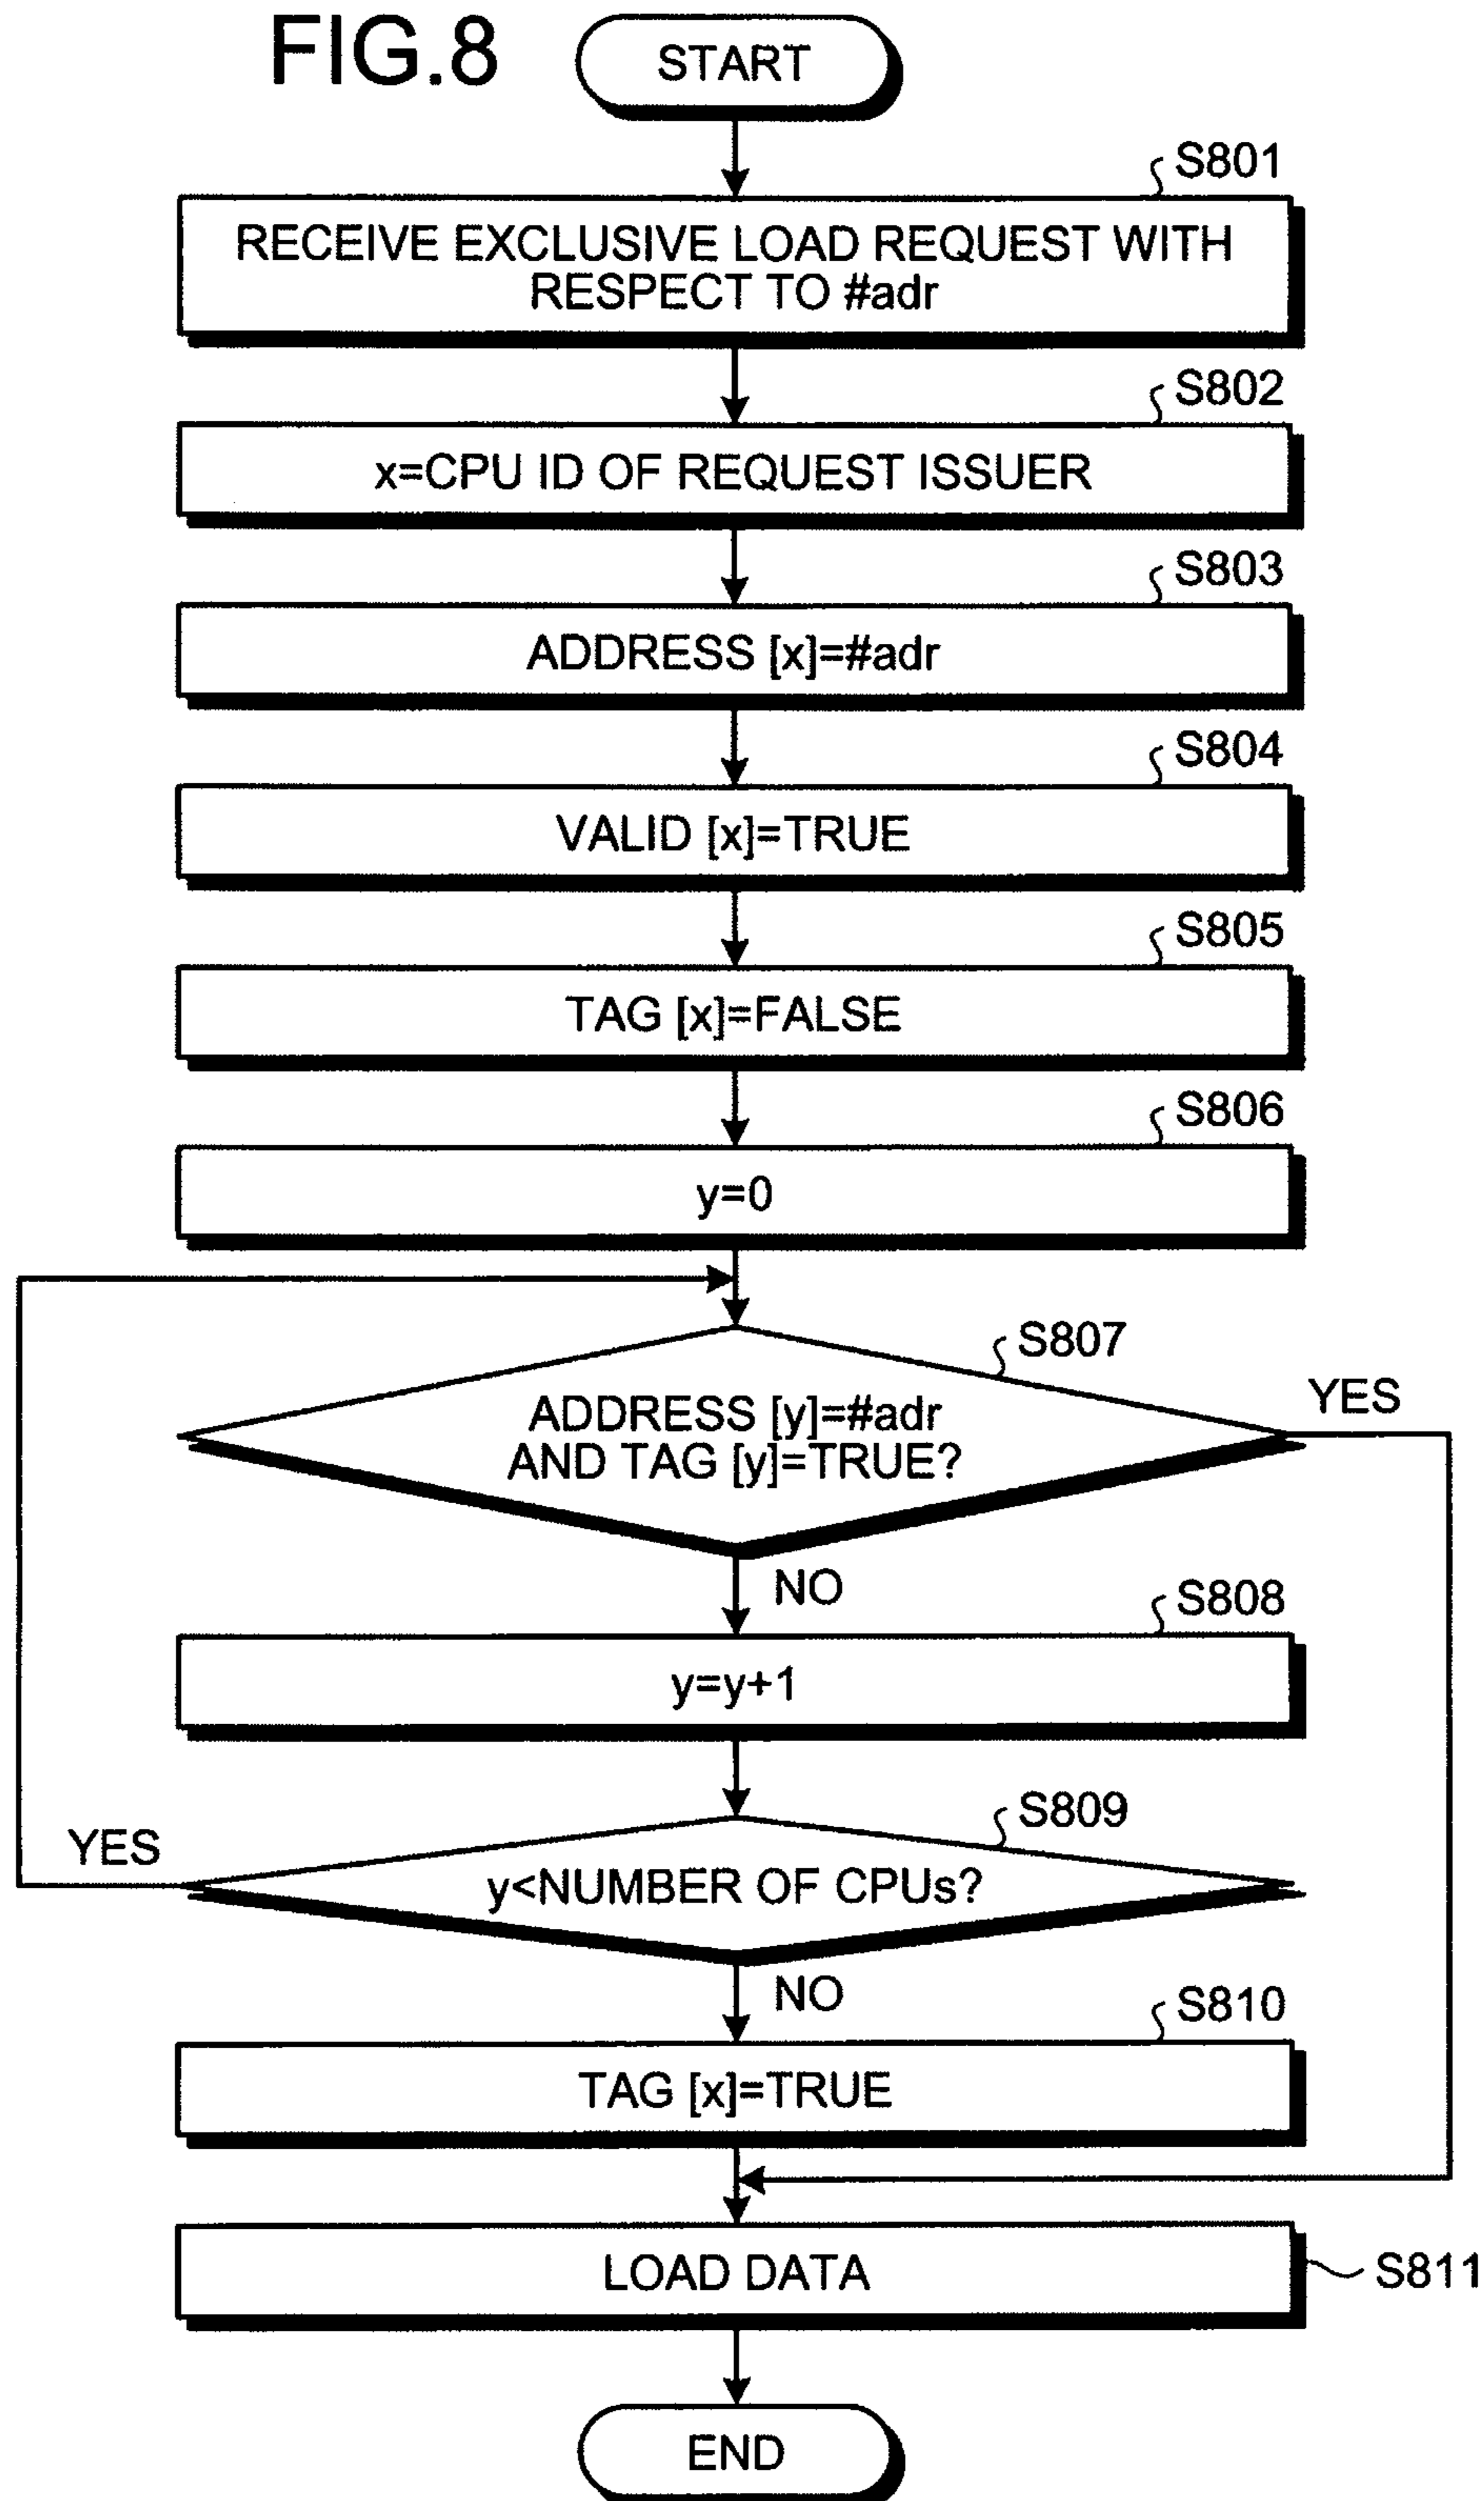 FIG.8
START
S801
RECEIVE EXCLUSIVE LOAD REQUEST WITH
RESPECT TO #adr
S802
x=CPU ID OF REQUEST ISSUER
S803
ADDRESS [x]=#adr
S804
VALID [x]=TRUE
S805
TAG [x]=FALSE
S806
y=0
S807
YES
ADDRESS [y]=#adr
AND TAG [y]=TRUE?
NO
S808
y=y+1
S809
YES
y<NUMBER OF CPUs?
NO
S810
TAG [x]=TRUE
LOAD DATA
S811
END